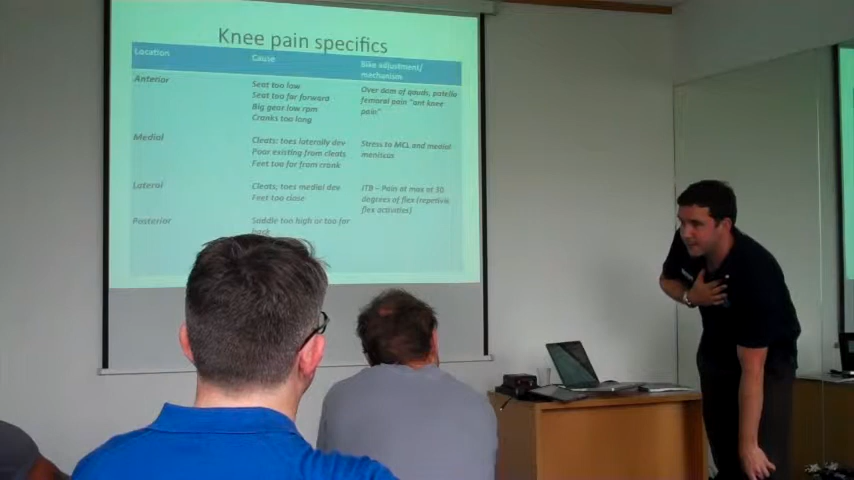 Knee pain specifics
Location Cause Bike adjustment/
mechanism
Anterior Seat too low Over dom of qauds, patello
Seat too far forward femoral pain "ant knee
Big gear low rpm pain"
Cranks too long
Medial Cleats: toes laterally dev Stress to MCL and medial
Poor existing from cleats meniscus
Feet too far from crank
Lateral Cleats; toes medial dev ITB – Pain at max at 30
Feet too close degrees of flex (repetivie
flex activities)
Posterior Saddle too high or too far
back